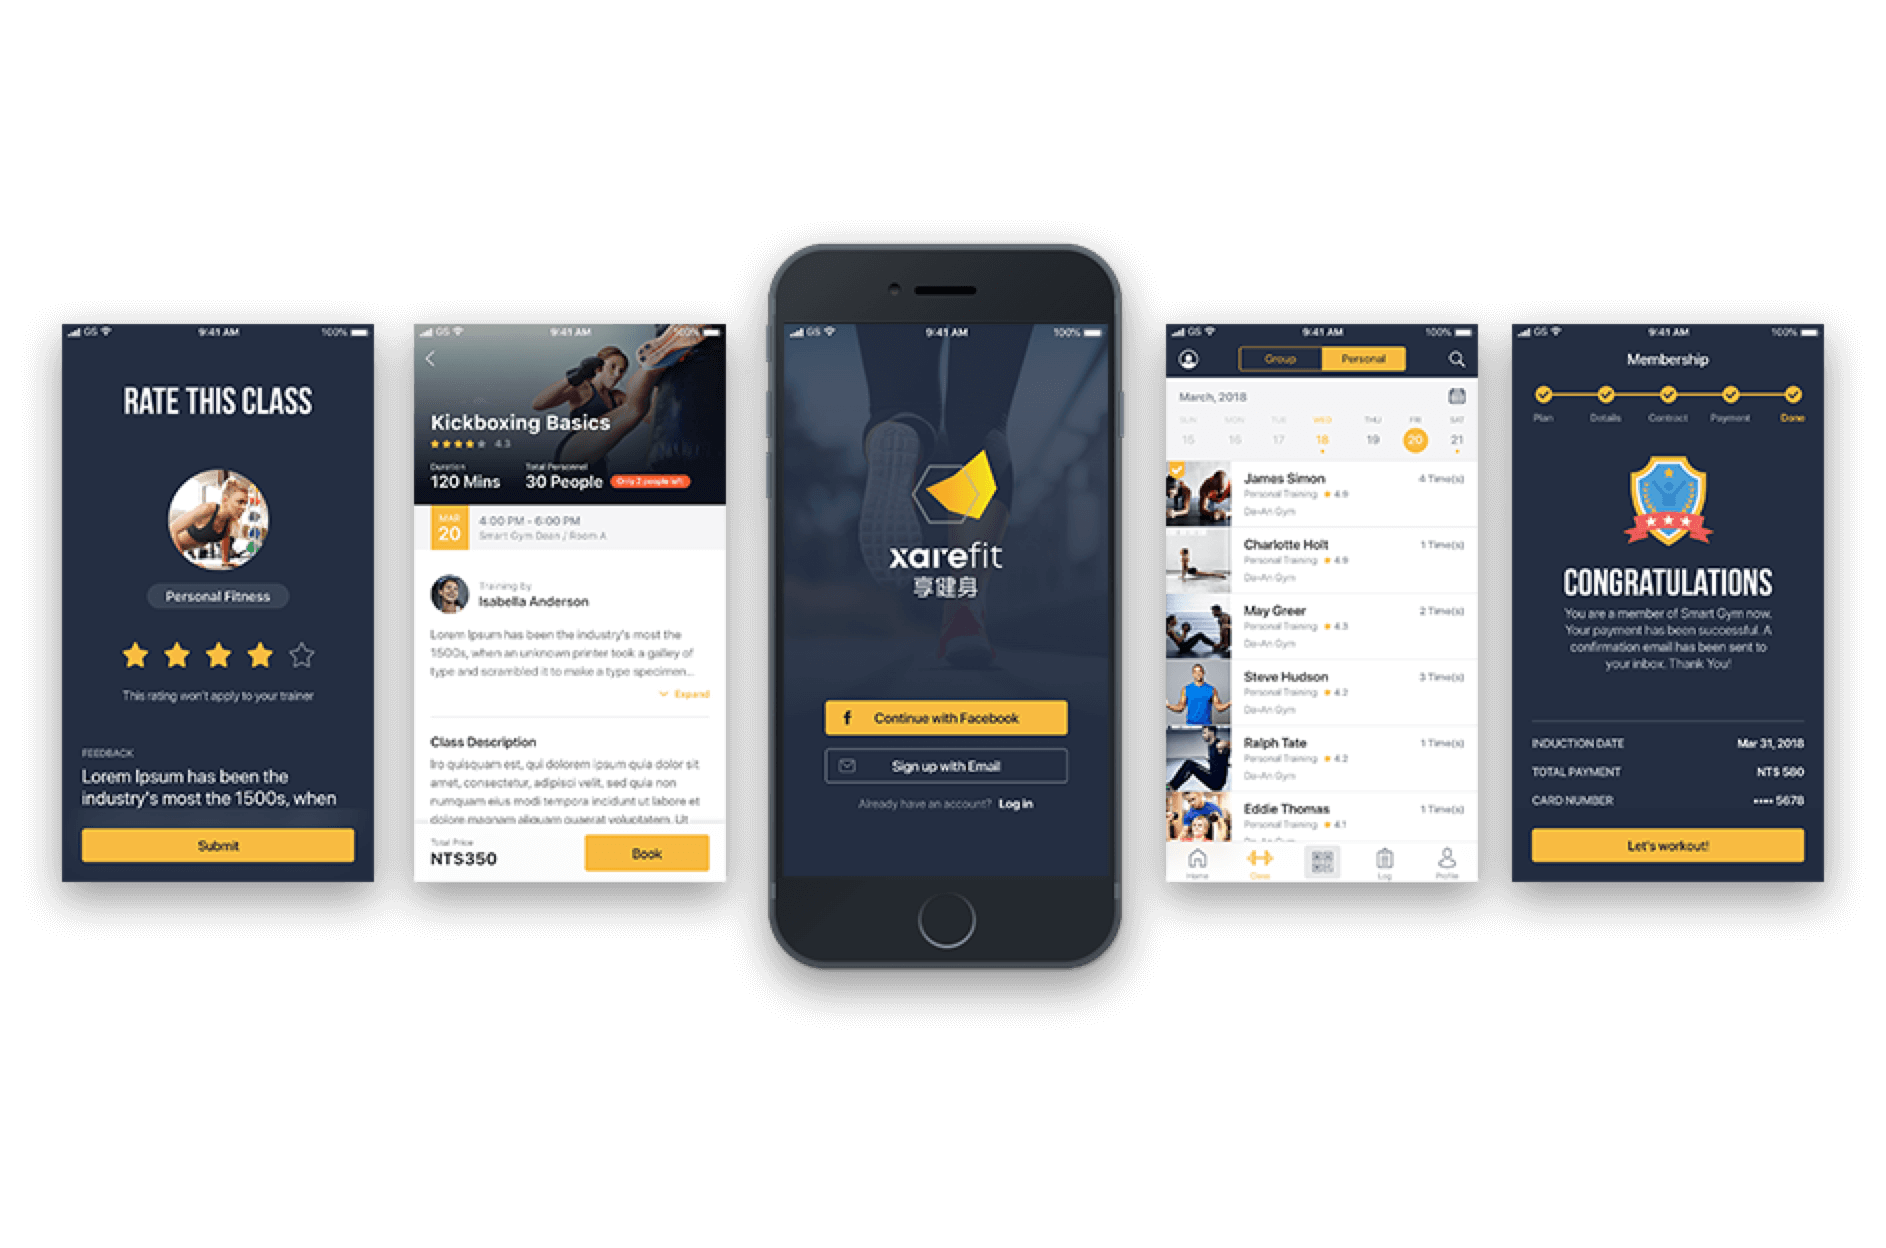 GS
9:41 AM
100%
RATE THIS CLASS
Personal Fitness
This rating won't apply to your trainer
FEEDBACK
Lorem Ipsum has been the
industry's most the 1500s, when
Submit
GS
9:41 AM
100%
Kickboxing Basics
4.3
Duration
Total Personnel
120 Mins
30 People
Only 2 people left
MAR
20
4:00 PM - 6:00 PM
Smart Gym Dean / Room A
Training by
Isabella Anderson
Lorem Ipsum has been the industry's most the
1500s, when an unknown printer took a galley of
type and scrambled it to make a type specimen...
Expand
Class Description
Iro quisquam est, qui dolorem ipsum quia dolor sit
amet, consectetur, adipisci velit, sed quia non
numquam eius modi tempora incidunt ut labore et
dolore magnam aliquam quaerat voluptatem. Ut
Total Price
NT$350
Book
GS
9:41 AM
100%
xarefit
享健身
f
Continue with Facebook
Sign up with Email
Already have an account? Log in
GS
9:41 AM
100%
Group
Personal
March, 2018
SUN MON TUE WED THU FRI SAT
15 16 17 18 19 20 21
James Simon
4 Time(s)
Personal Training 4.9
Da-An Gym
Charlotte Holt
1 Time(s)
Personal Training 4.9
Da-An Gym
May Greer
2 Time(s)
Personal Training 4.3
Da-An Gym
Steve Hudson
3 Time(s)
Personal Training 4.2
Da-An Gym
Ralph Tate
1 Time(s)
Personal Training 4.2
Da-An Gym
Eddie Thomas
1 Time(s)
Personal Training 4.1
Da-An Gym
Home
Class
Log
Profile
GS
9:41 AM
100%
Membership
Plan
Details
Contract
Payment
Done
CONGRATULATIONS
You are a member of Smart Gym now.
Your payment has been successful. A
confirmation email has been sent to
your inbox. Thank You!
INDUCTION DATE
Mar 31, 2018
TOTAL PAYMENT
NT$ 580
CARD NUMBER
•••• 5678
Let's workout!